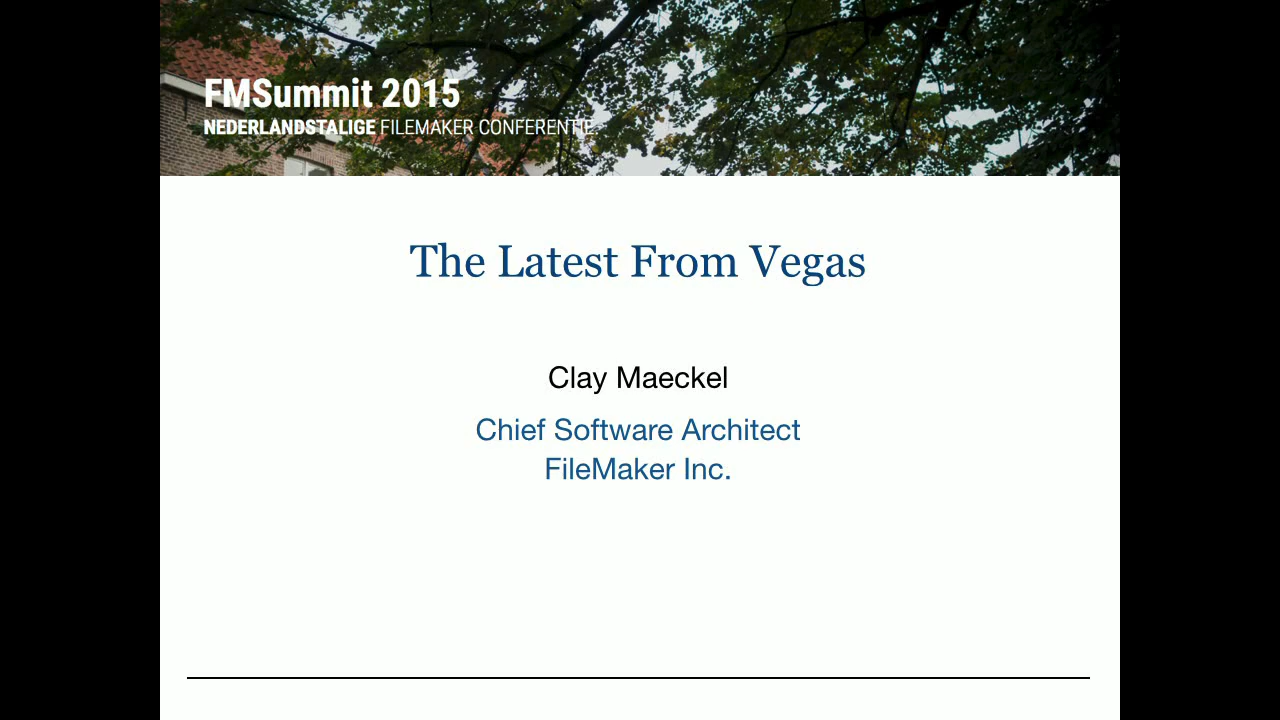 FMSummit 2015
NEDERLANDSTALIGE FILEMAKER CONFERENTIE
The Latest From Vegas
Clay Maeckel
Chief Software Architect
FileMaker Inc.